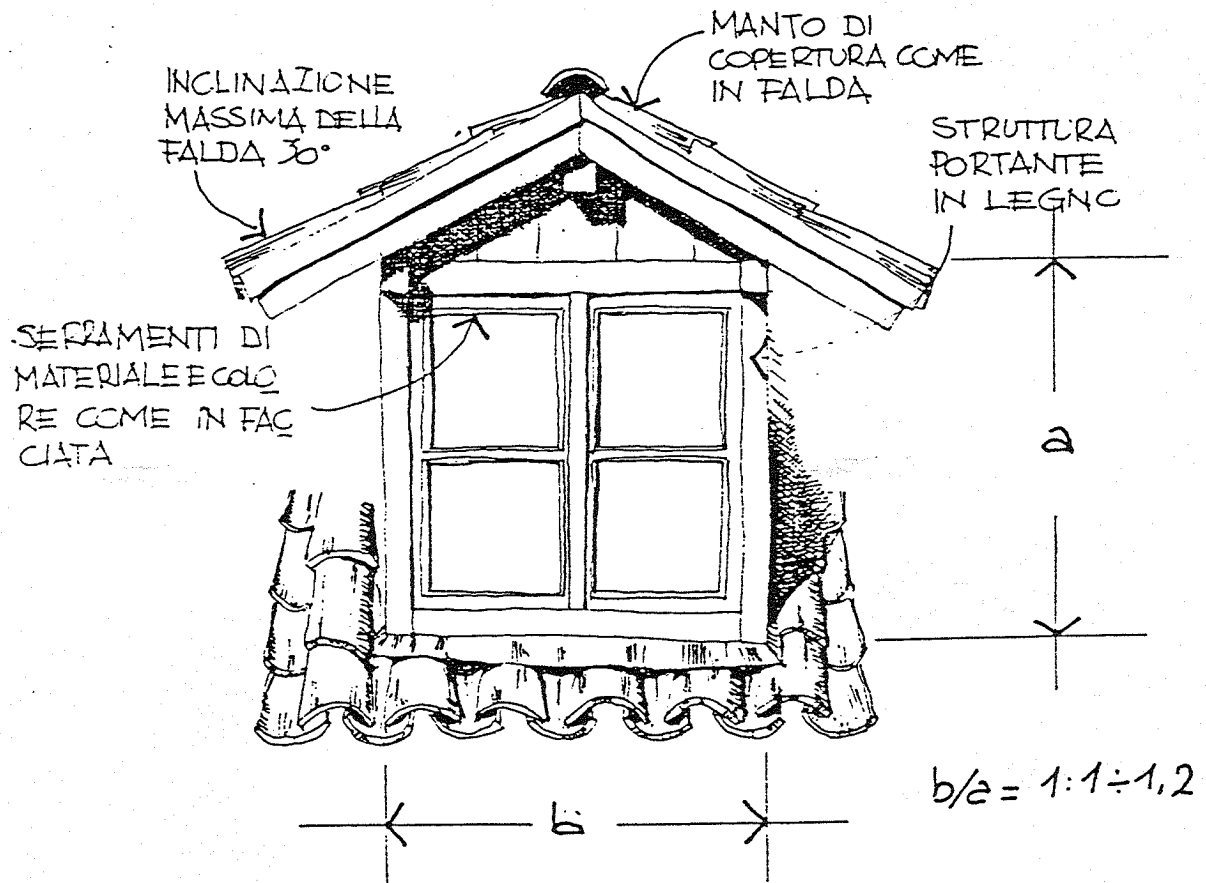 INCLINAZIONE
MASSIMA DELLA
FALDA 30°
MANTO DI
COPERTURA COME
IN FALDA
STRUTTURA
PORTANTE
IN LEGNO
SERRAMENTI DI
MATERIALE E COLO
RE COME IN FAC
CIATA
a
b
b/a = 1:1÷1,2